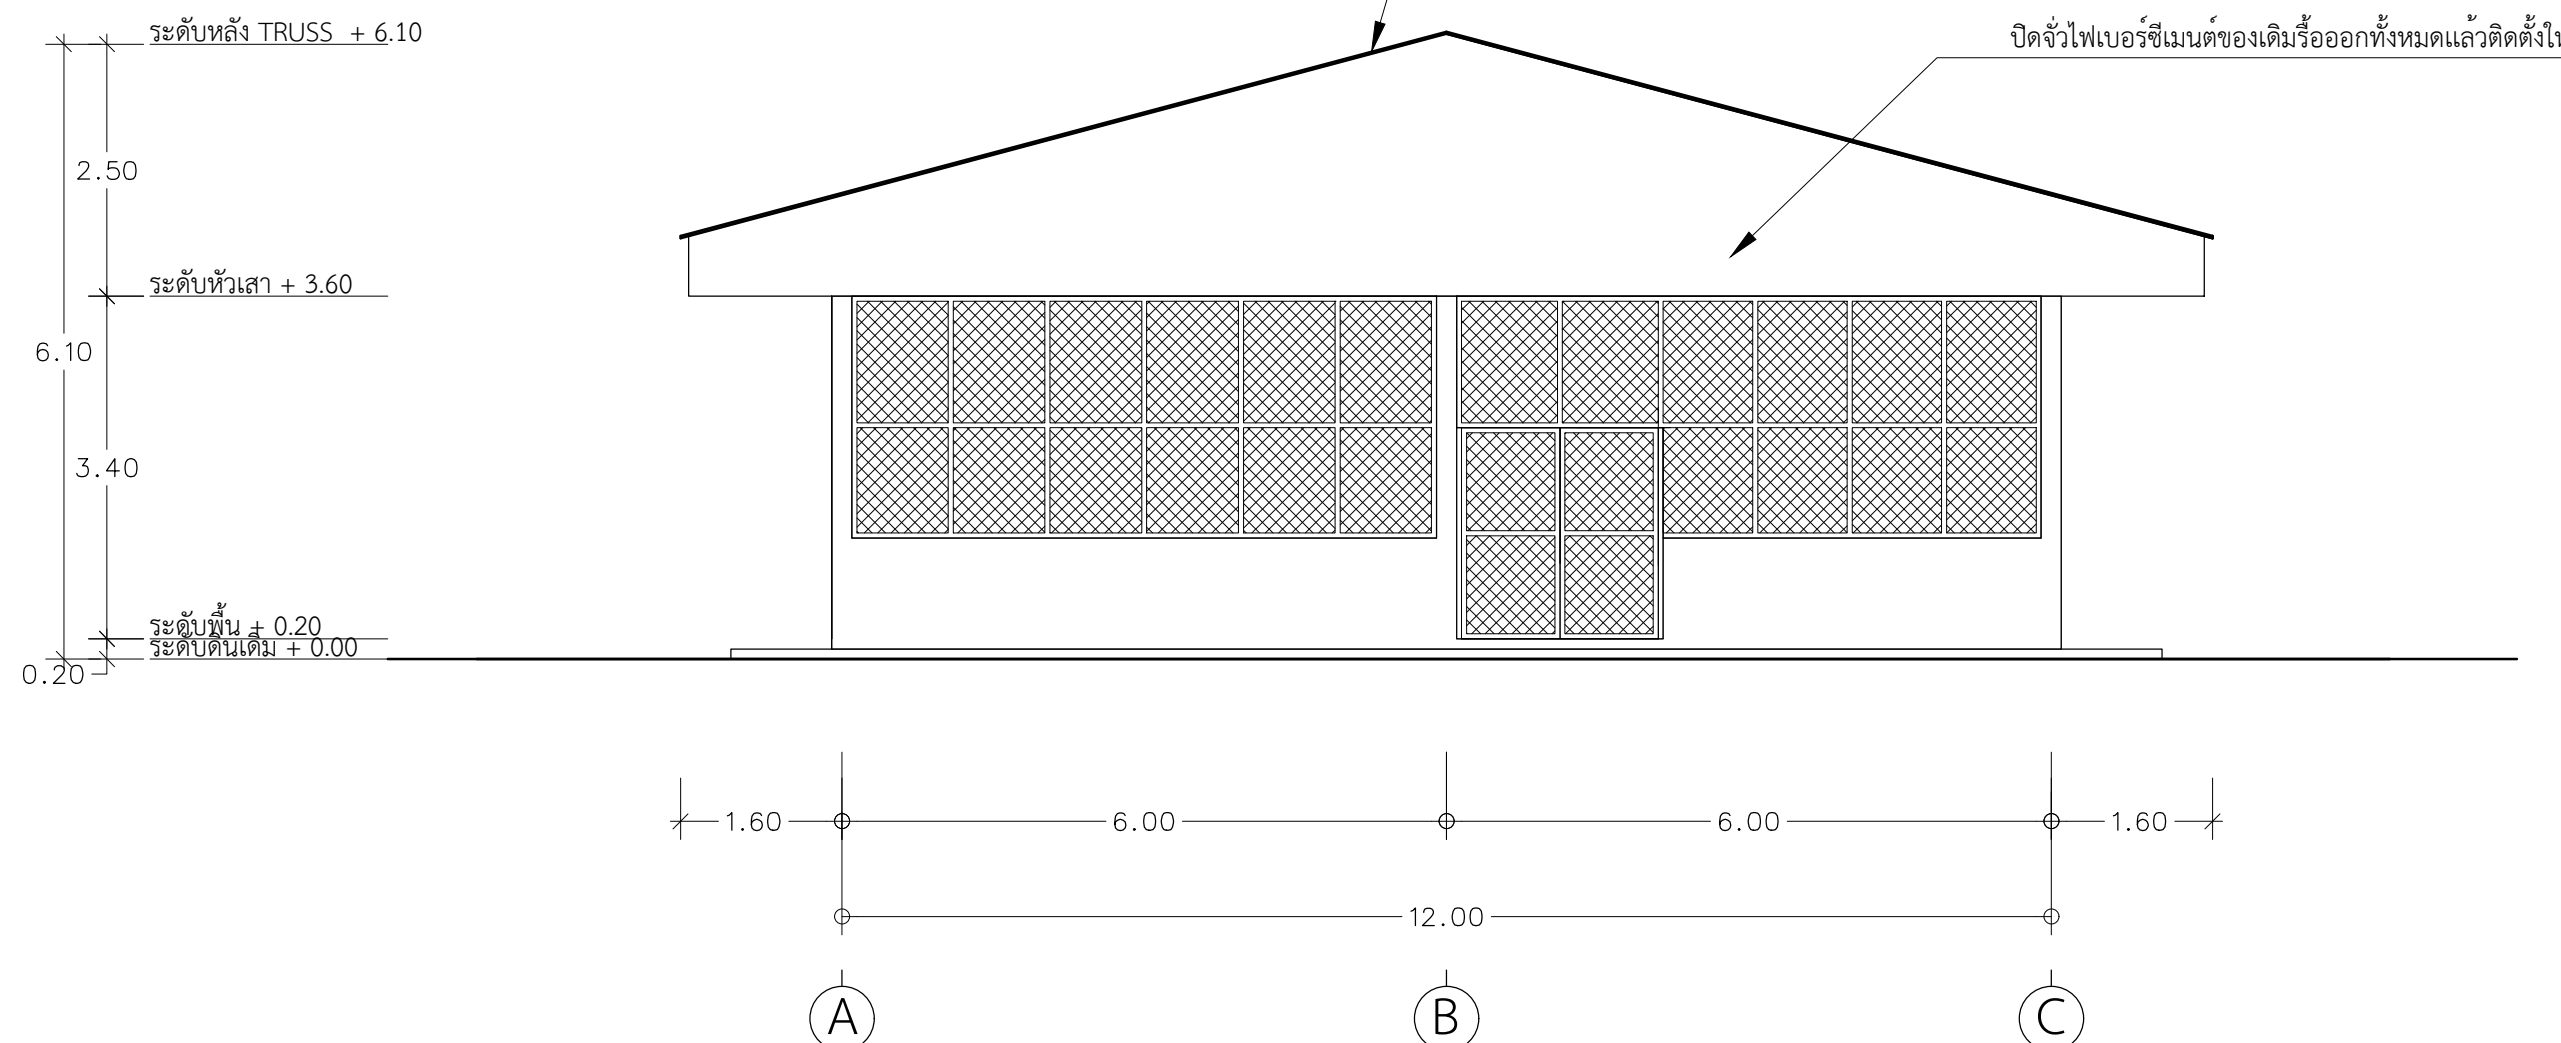 ระดับหลัง TRUSS + 6.10
ปิดจั่วไฟเบอร์ซีเมนต์ของเดิมรื้อออกทั้งหมดแล้วติดตั้ง
2.50
ระดับหัวเสา + 3.60
6.10
3.40
ระดับพื้น + 0.20
ระดับดินเดิม + 0.00
0.20
1.60 6.00 6.00 1.60
12.00
A B C